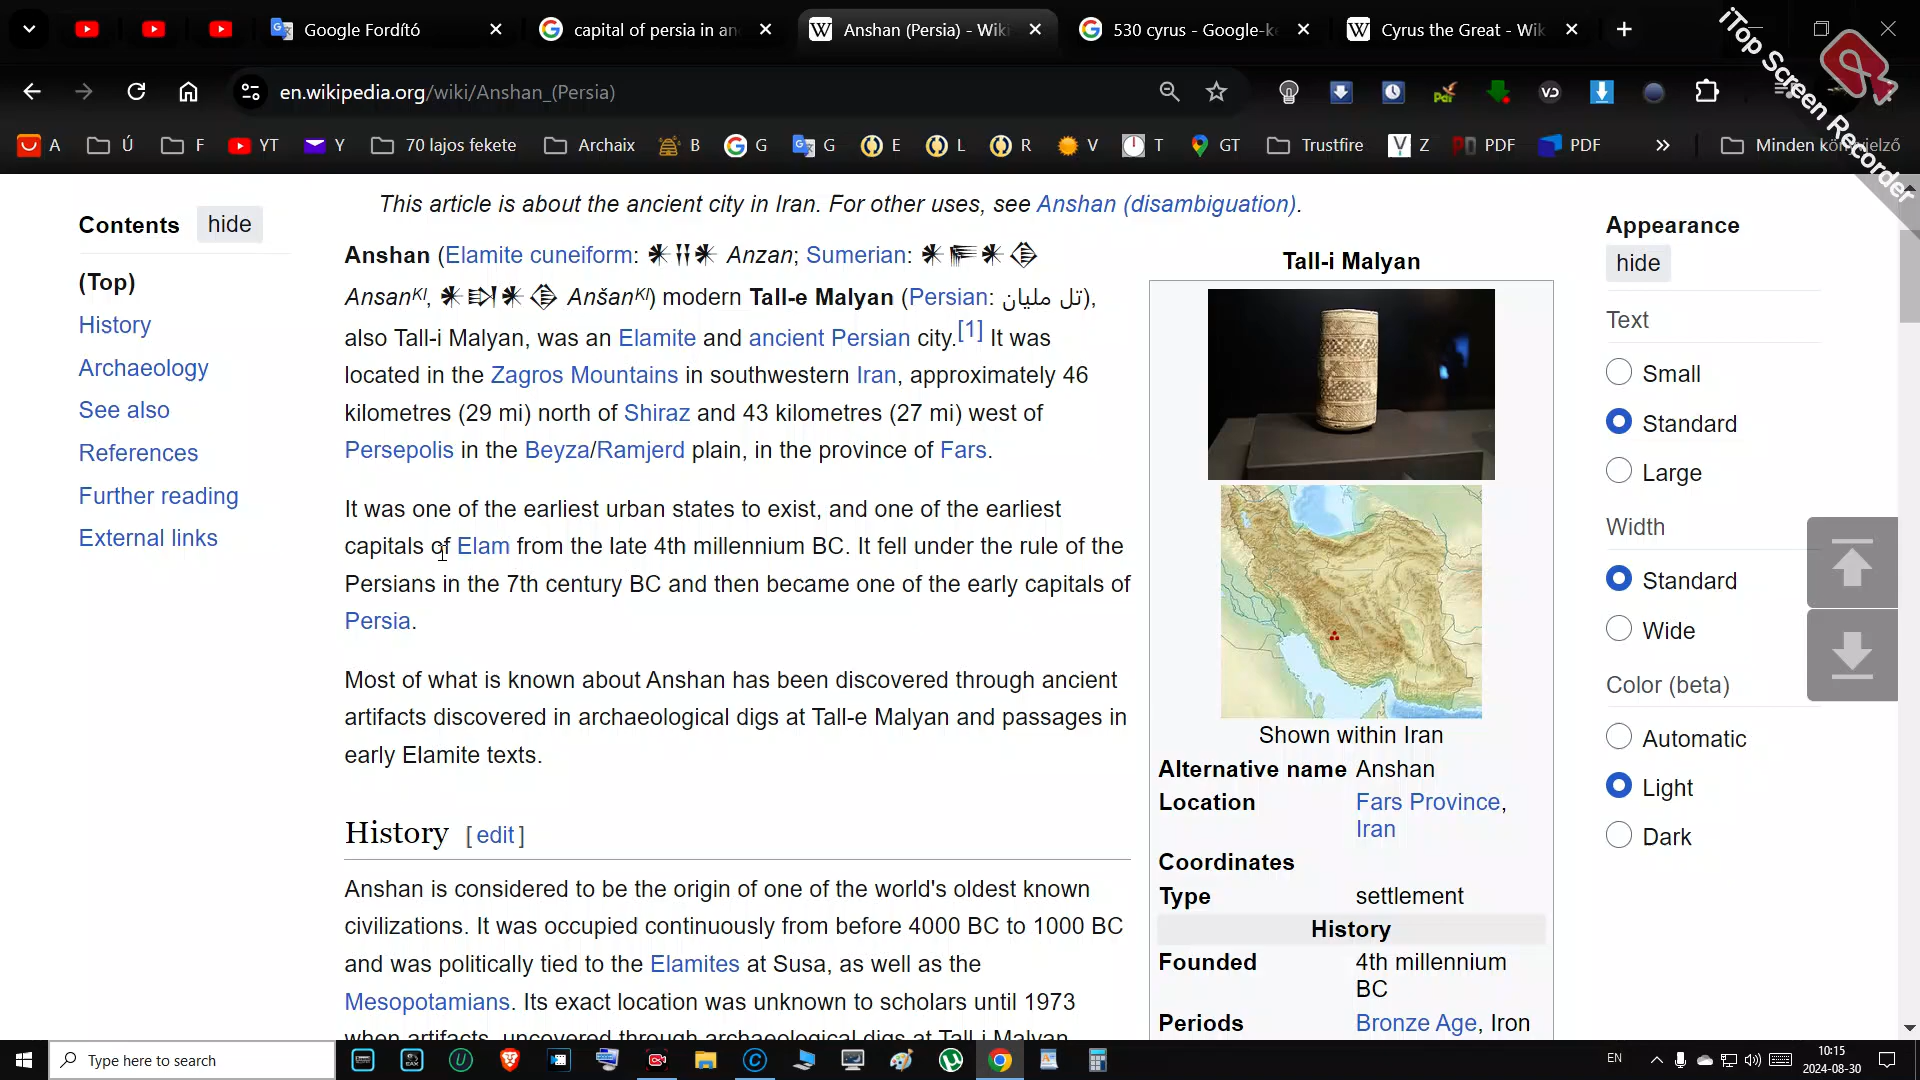 Google Fordító
capital of persia in an
Anshan (Persia) - Wiki
530 cyrus - Google-ke
Cyrus the Great - Wik
iTop Screen Recorder
en.wikipedia.org/wiki/Anshan_(Persia)
A
Ú
F
YT
Y
70 lajos fekete
Archaix
B
G
G
E
L
R
V
T
GT
Trustfire
Z
PDF
PDF
»
Minden könyvjelző
Contents
hide
(Top)
History
Archaeology
See also
References
Further reading
External links
This article is about the ancient city in Iran. For other uses, see Anshan (disambiguation).
Anshan (Elamite cuneiform: 𒀭𒍝𒀭 Anzan; Sumerian: 
Ansanᴷᴵ, Anšanᴷᴵ) modern Tall-e Malyan (Persian: تل ملیان),
also Tall-i Malyan, was an Elamite and ancient Persian city.[1] It was
located in the Zagros Mountains in southwestern Iran, approximately 46
kilometres (29 mi) north of Shiraz and 43 kilometres (27 mi) west of
Persepolis in the Beyza/Ramjerd plain, in the province of Fars.
It was one of the earliest urban states to exist, and one of the earliest
capitals of Elam from the late 4th millennium BC. It fell under the rule of the
Persians in the 7th century BC and then became one of the early capitals of
Persia.
Most of what is known about Anshan has been discovered through ancient
artifacts discovered in archaeological digs at Tall-e Malyan and passages in
early Elamite texts.
History [ edit ]
Anshan is considered to be the origin of one of the world's oldest known
civilizations. It was occupied continuously from before 4000 BC to 1000 BC
and was politically tied to the Elamites at Susa, as well as the
Mesopotamians. Its exact location was unknown to scholars until 1973
when artifacts, uncovered through archaeological digs at Tall-i Malyan
Tall-i Malyan
Shown within Iran
Alternative name Anshan
Location Fars Province,
Iran
Coordinates
Type settlement
History
Founded 4th millennium
BC
Periods Bronze Age, Iron
Appearance
hide
Text
Small
Standard
Large
Width
Standard
Wide
Color (beta)
Automatic
Light
Dark
Type here to search
EN
10:15
2024-08-30